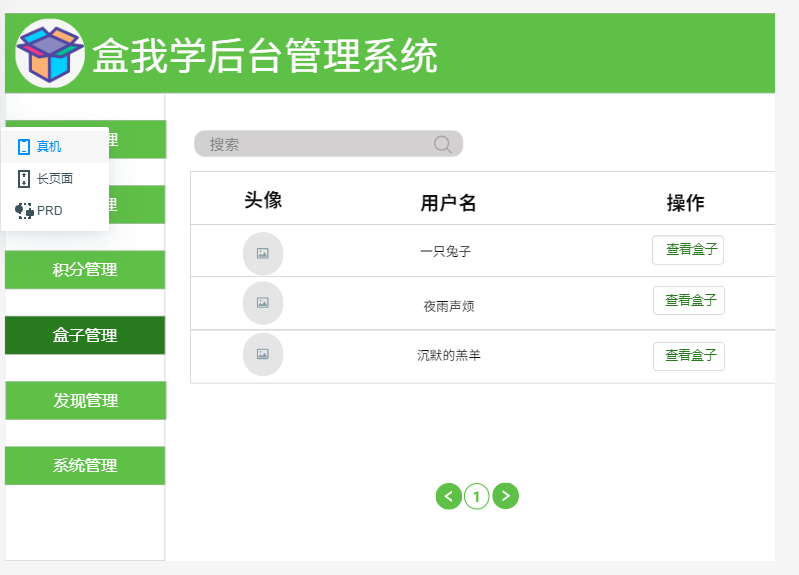 盒我学后台管理系统
理
真机
长页面
理
PRD
积分管理
盒子管理
发现管理
系统管理
搜索
头像 用户名 操作
一只兔子 查看盒子
夜雨声烦 查看盒子
沉默的羔羊 查看盒子
< 1 >